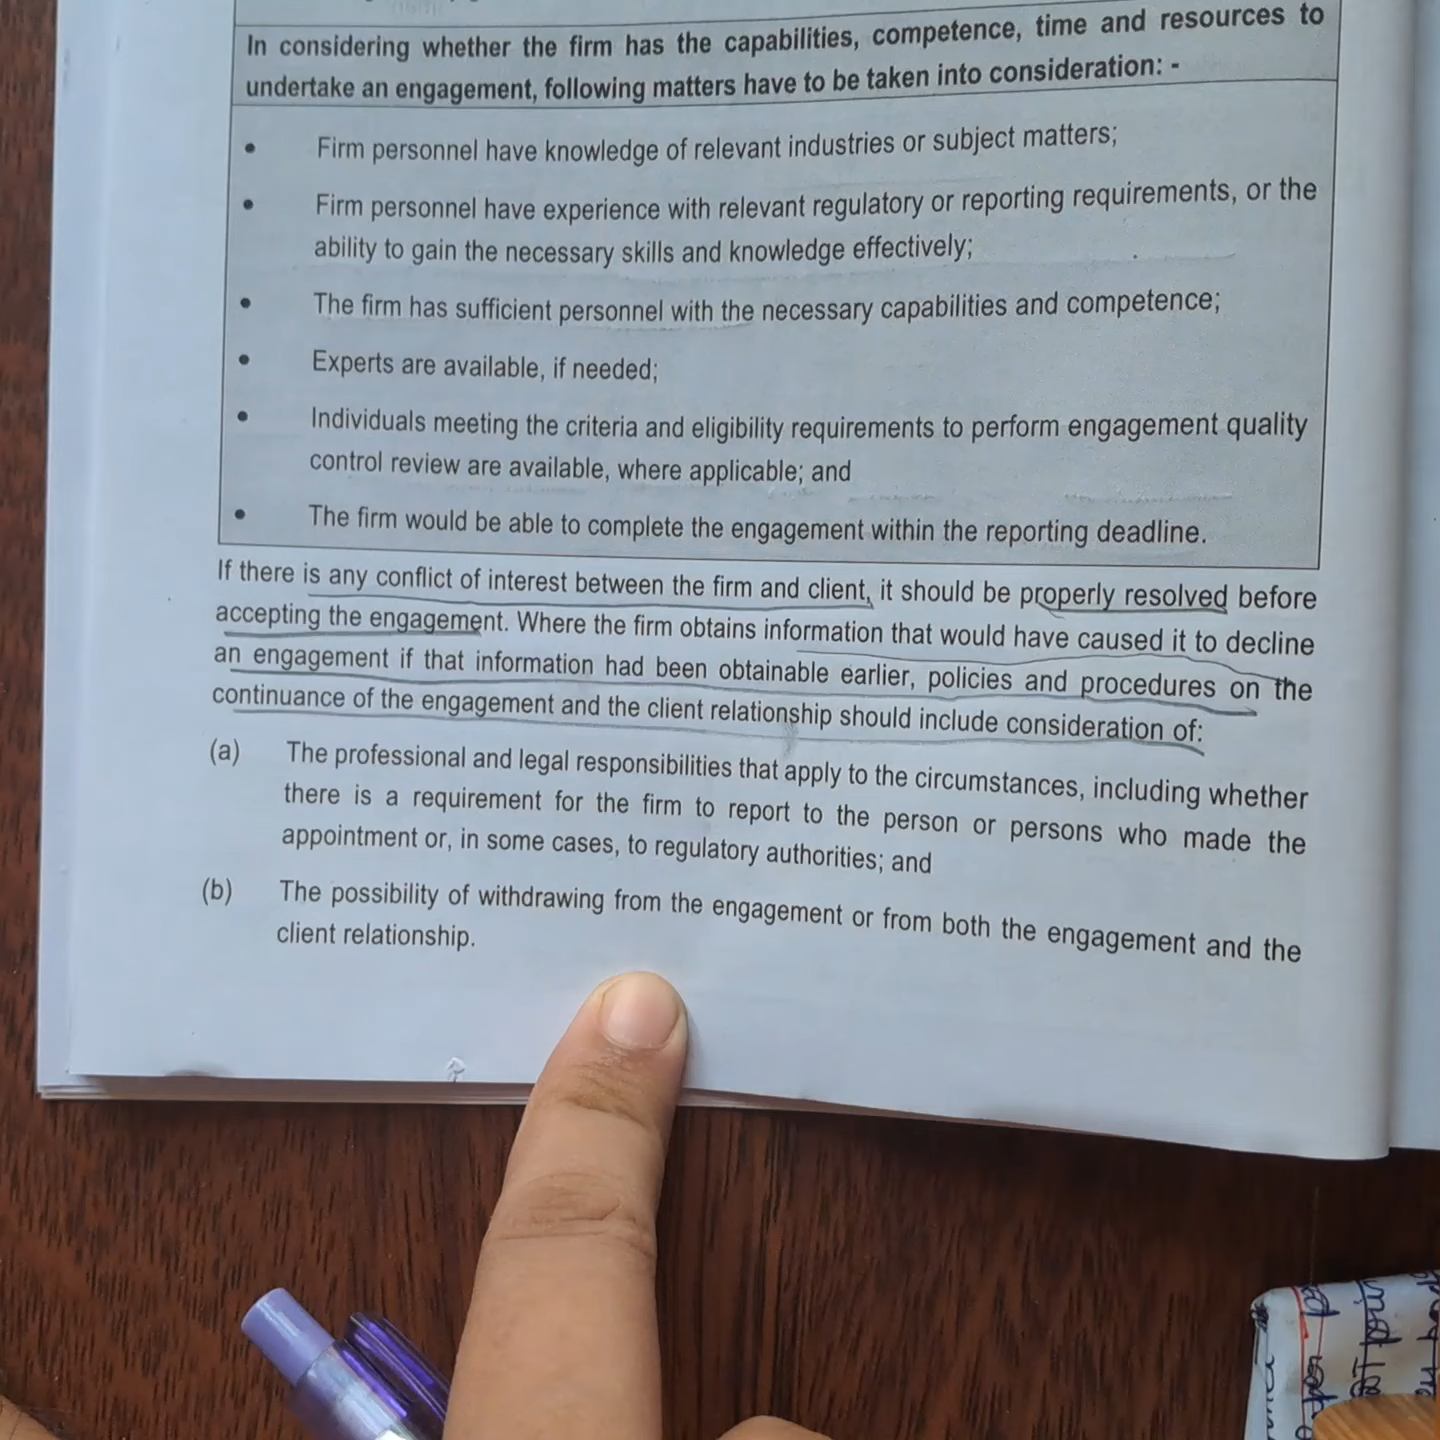 In considering whether the firm has the capabilities, competence, time and resources to
undertake an engagement, following matters have to be taken into consideration: -
• Firm personnel have knowledge of relevant industries or subject matters;
• Firm personnel have experience with relevant regulatory or reporting requirements, or the
ability to gain the necessary skills and knowledge effectively;
• The firm has sufficient personnel with the necessary capabilities and competence;
• Experts are available, if needed;
• Individuals meeting the criteria and eligibility requirements to perform engagement quality
control review are available, where applicable; and
• The firm would be able to complete the engagement within the reporting deadline.
If there is any conflict of interest between the firm and client, it should be properly resolved before
accepting the engagement. Where the firm obtains information that would have caused it to decline
an engagement if that information had been obtainable earlier, policies and procedures on the
continuance of the engagement and the client relationship should include consideration of:
(a) The professional and legal responsibilities that apply to the circumstances, including whether
there is a requirement for the firm to report to the person or persons who made the
appointment or, in some cases, to regulatory authorities; and
(b) The possibility of withdrawing from the engagement or from both the engagement and the
client relationship.